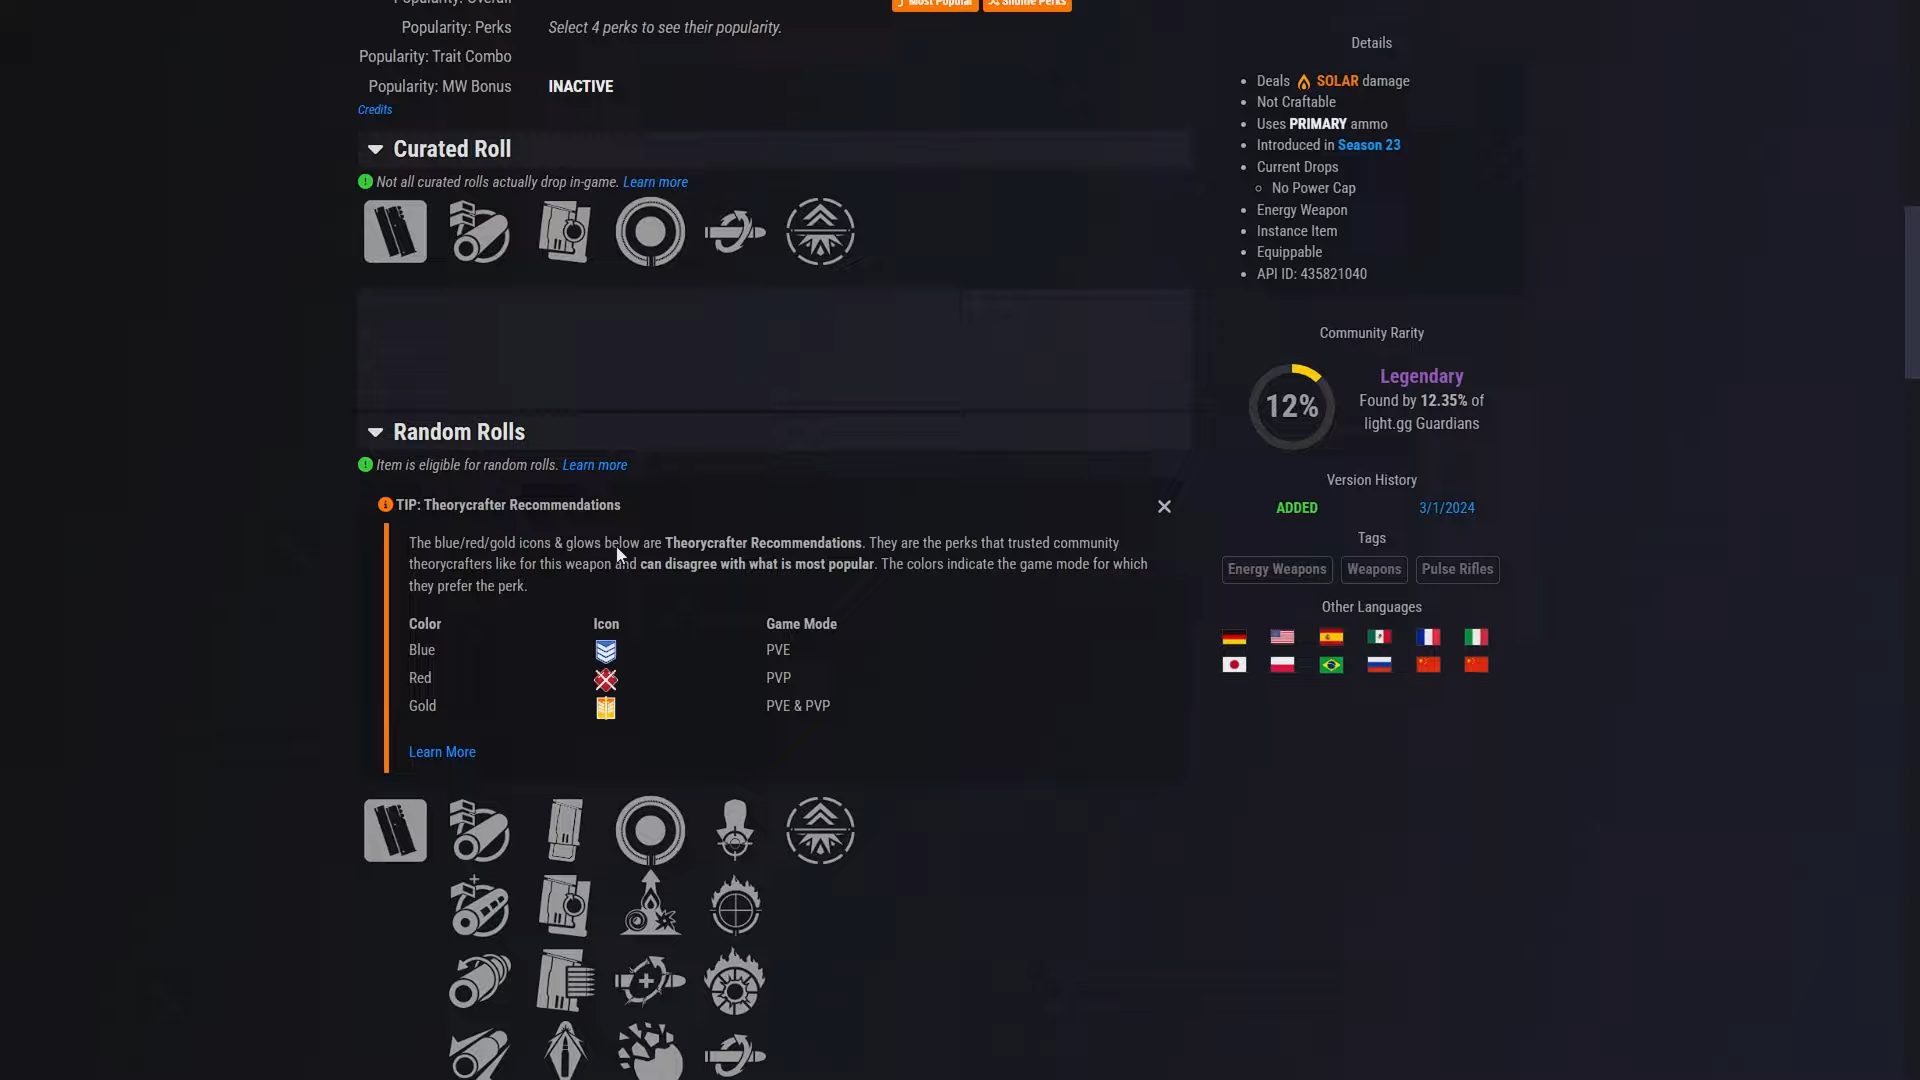 Popularity: Overall
Most Popular
Shuffle Perks
Popularity: Perks
Select 4 perks to see their popularity.
Popularity: Trait Combo
Popularity: MW Bonus
INACTIVE
Credits
Curated Roll
Not all curated rolls actually drop in-game. Learn more
Random Rolls
Item is eligible for random rolls. Learn more
TIP: Theorycrafter Recommendations
The blue/red/gold icons & glows below are Theorycrafter Recommendations. They are the perks that trusted community
theorycrafters like for this weapon and can disagree with what is most popular. The colors indicate the game mode for which
they prefer the perk.
Color Icon Game Mode
Blue PVE
Red PVP
Gold PVE & PVP
Learn More
Details
Deals SOLAR damage
Not Craftable
Uses PRIMARY ammo
Introduced in Season 23
Current Drops
No Power Cap
Energy Weapon
Instance Item
Equippable
API ID: 435821040
Community Rarity
12%
Legendary
Found by 12.35% of
light.gg Guardians
Version History
ADDED 3/1/2024
Tags
Energy Weapons Weapons Pulse Rifles
Other Languages